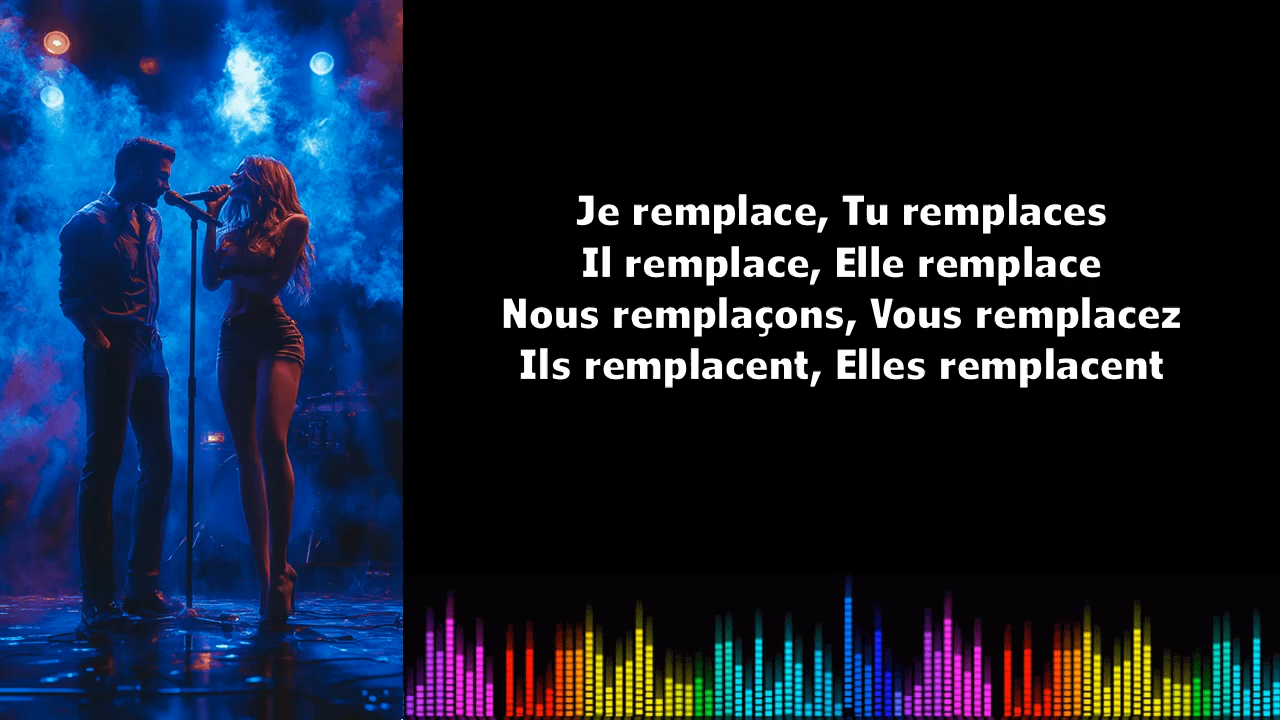 Je remplace, Tu remplaces
Il remplace, Elle remplace
Nous remplaçons, Vous remplacez
Ils remplacent, Elles remplacent